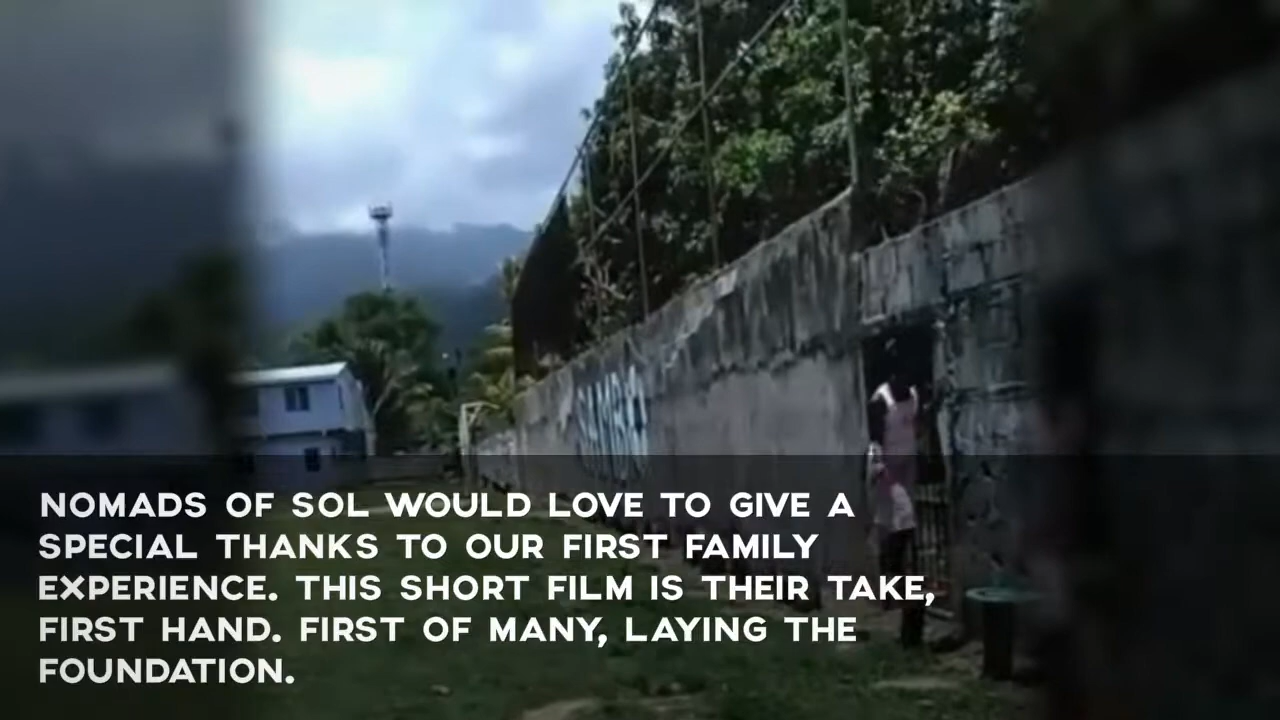 NOMADS OF SOL WOULD LOVE TO GIVE A
SPECIAL THANKS TO OUR FIRST FAMILY
EXPERIENCE. THIS SHORT FILM IS THEIR TAKE,
FIRST HAND. FIRST OF MANY, LAYING THE
FOUNDATION.